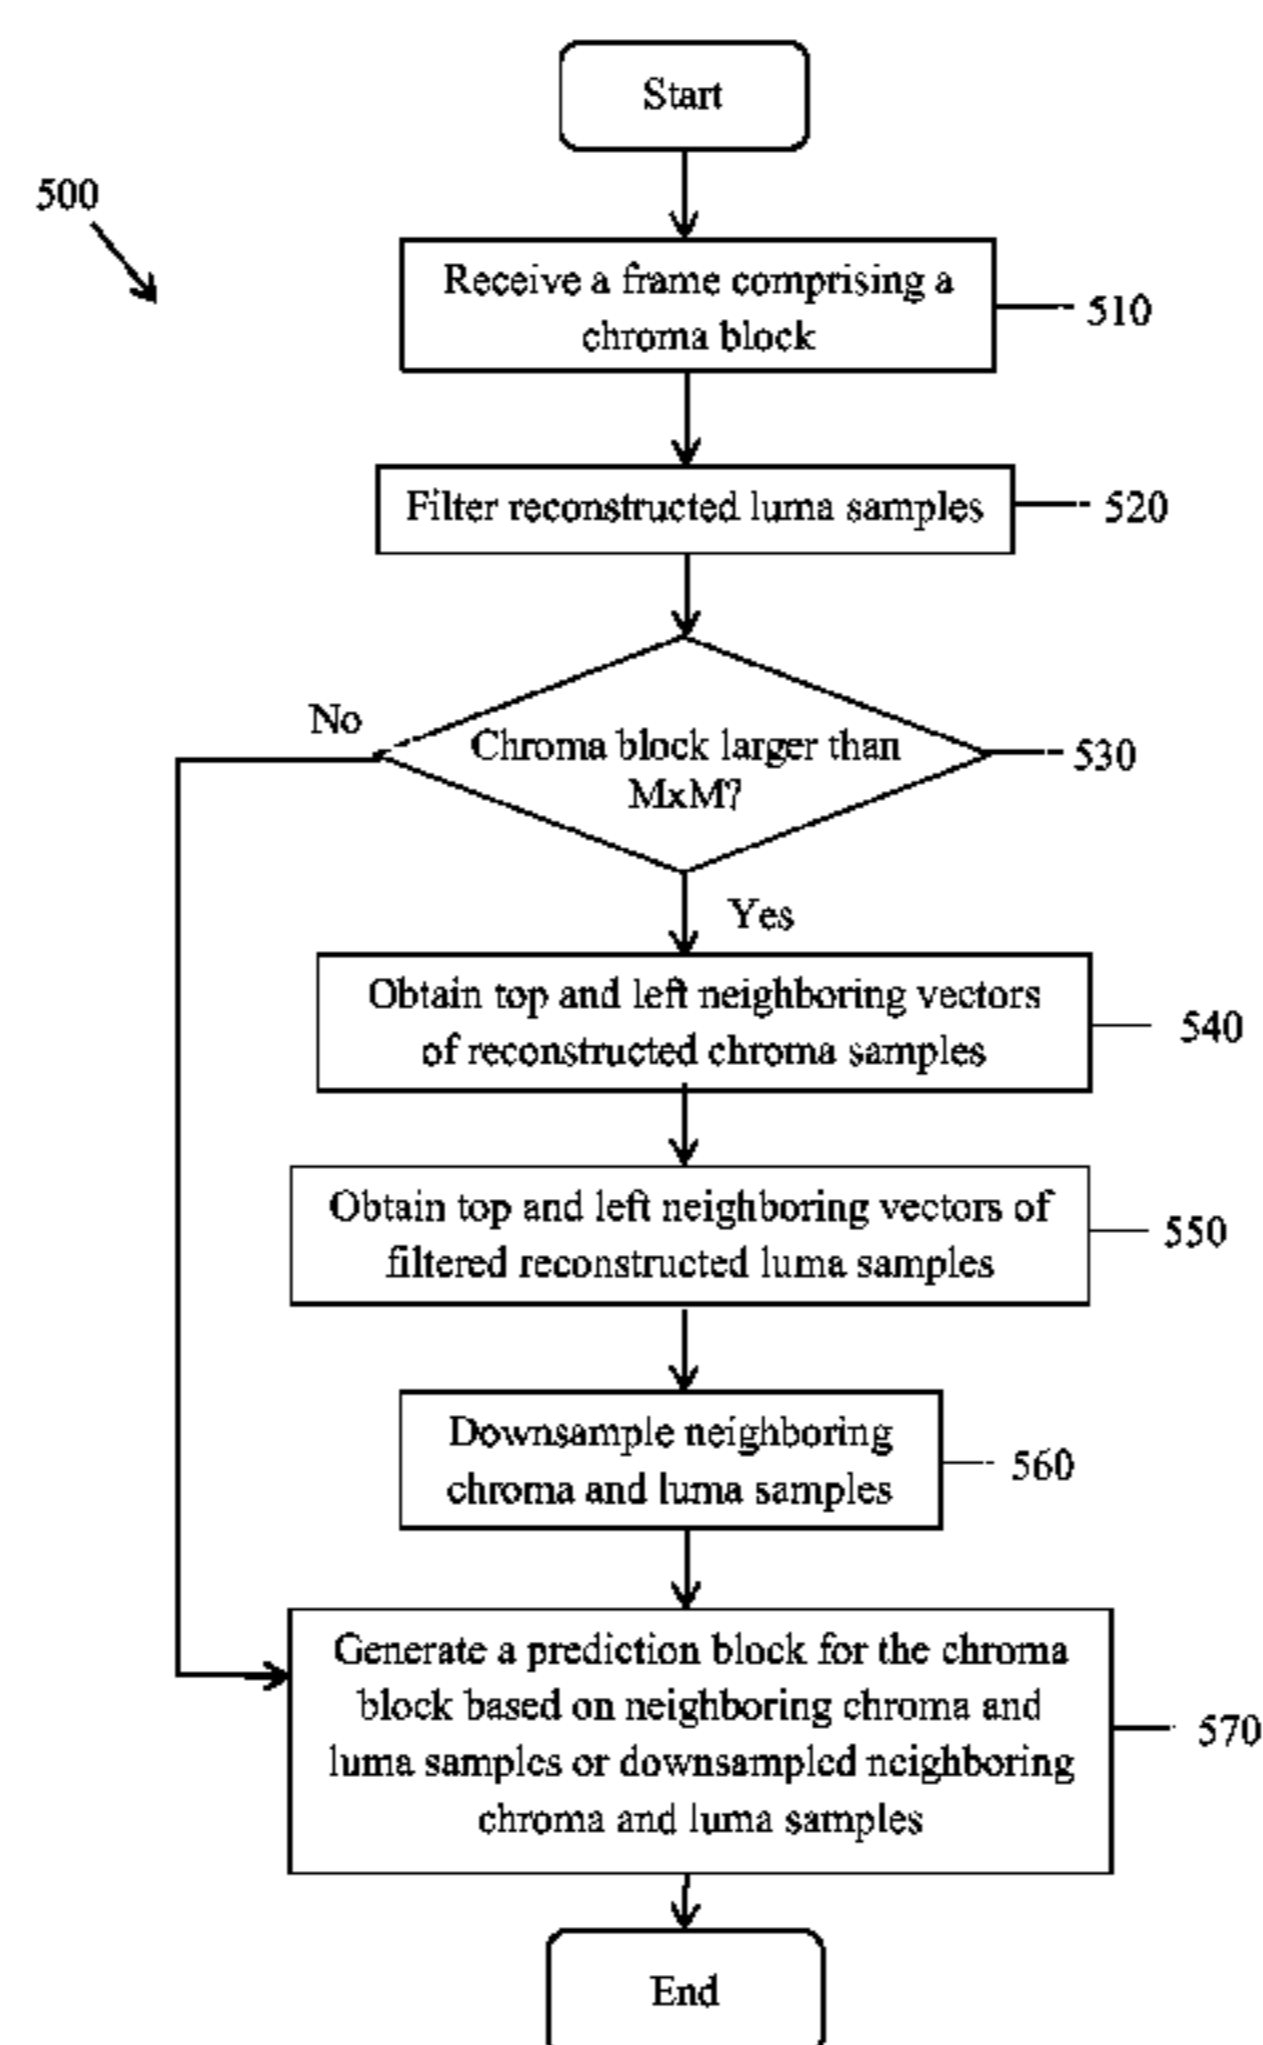 Start
500
Receive a frame comprising a
chroma block
510
Filter reconstructed luma samples
520
No
Chroma block larger than
MxM?
530
Yes
Obtain top and left neighboring vectors
of reconstructed chroma samples
540
Obtain top and left neighboring vectors of
filtered reconstructed luma samples
550
Downsample neighboring
chroma and luma samples
560
Generate a prediction block for the chroma
block based on neighboring chroma and
luma samples or downsampled neighboring
chroma and luma samples
570
End